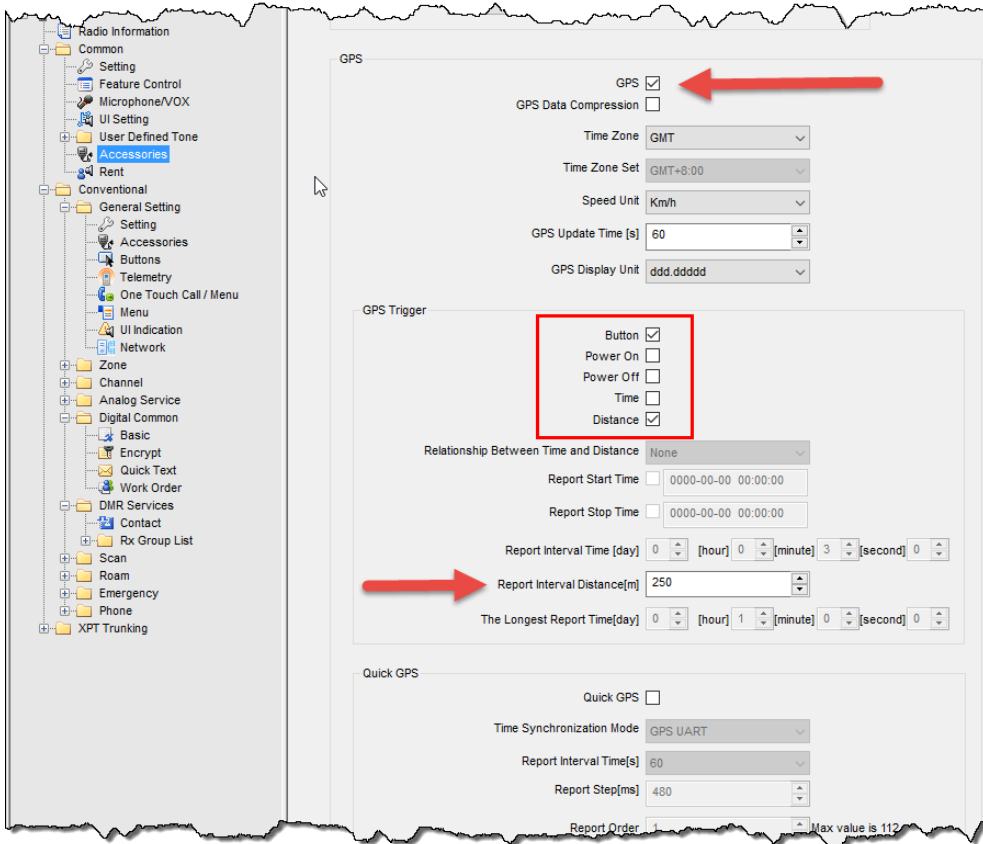 Radio Information
Common
Setting
Feature Control
Microphone/VOX
UI Setting
User Defined Tone
Accessories
Rent
Conventional
General Setting
Setting
Accessories
Buttons
Telemetry
One Touch Call / Menu
Menu
UI Indication
Network
Zone
Channel
Analog Service
Digital Common
Basic
Encrypt
Quick Text
Work Order
DMR Services
Contact
Rx Group List
Scan
Roam
Emergency
Phone
XPT Trunking
GPS
GPS
GPS Data Compression
Time Zone GMT
Time Zone Set GMT+8:00
Speed Unit Km/h
GPS Update Time [s] 60
GPS Display Unit ddd.ddddd
GPS Trigger
Button
Power On
Power Off
Time
Distance
Relationship Between Time and Distance None
Report Start Time 0000-00-00 00:00:00
Report Stop Time 0000-00-00 00:00:00
Report Interval Time [day] 0 [hour] 0 [minute] 3 [second] 0
Report Interval Distance[m] 250
The Longest Report Time[day] 0 [hour] 1 [minute] 0 [second] 0
Quick GPS
Quick GPS
Time Synchronization Mode GPS UART
Report Interval Time[s] 60
Report Step[ms] 480
Report Order 1 Max value is 112